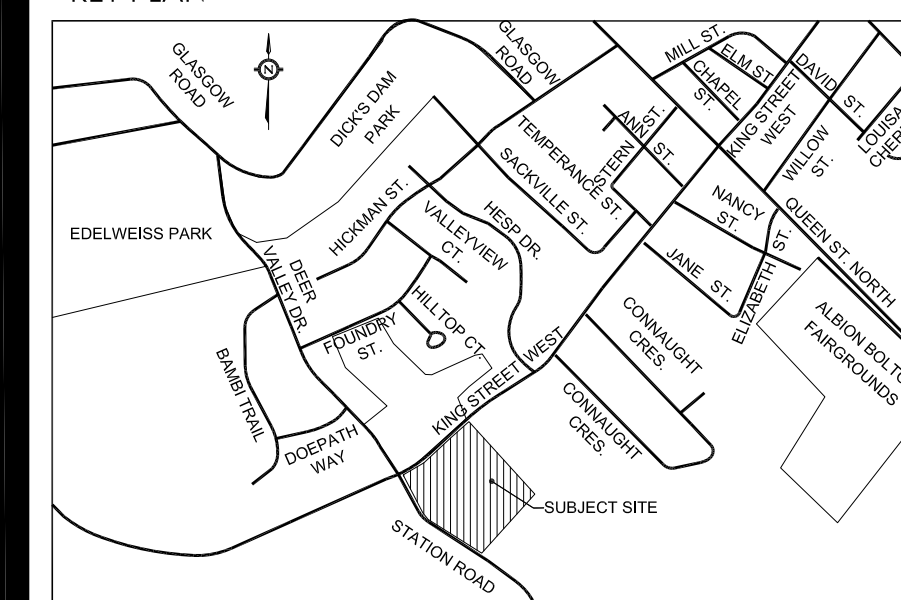 KEY PLAN
GLASGOW
ROAD
N
DICK'S DAM
PARK
GLASGOW
ROAD
MILL ST.
ELM ST.
CHAPEL
ST.
KING STREET
WEST
DAVID ST.
LOUISA
WILLOW
ST.
ANN ST.
STERN ST.
TEMPERANCE ST.
SACKVILLE ST.
NANCY
ST.
QUEEN ST. NORTH
HICKMAN ST.
VALLEYVIEW
CT.
HESP DR.
EDELWEISS PARK
DEER
VALLEY DR.
JANE ST.
ELIZABETH ST.
HILLTOP CT.
FOUNDRY
ST.
CONNAUGHT
CRES.
ALBION BOLTO
FAIRGROUNDS
BAMBI TRAIL
KING STREET WEST
CONNAUGHT
CRES.
DOEPATH
WAY
SUBJECT SITE
STATION ROAD